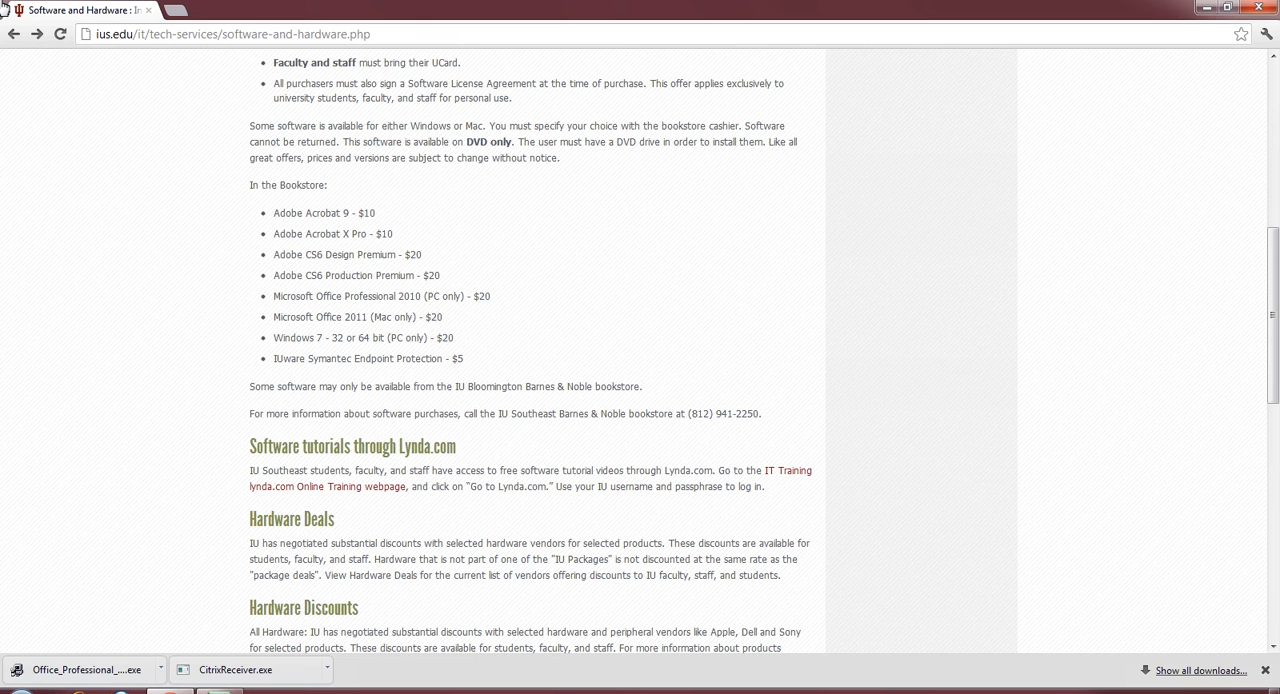 Software and Hardware : In
ius.edu/it/tech-services/software-and-hardware.php
• Faculty and staff must bring their UCard.
• All purchasers must also sign a Software License Agreement at the time of purchase. This offer applies exclusively to
university students, faculty, and staff for personal use.
Some software is available for either Windows or Mac. You must specify your choice with the bookstore cashier. Software
cannot be returned. This software is available on DVD only. The user must have a DVD drive in order to install them. Like all
great offers, prices and versions are subject to change without notice.
In the Bookstore:
• Adobe Acrobat 9 - $10
• Adobe Acrobat X Pro - $10
• Adobe CS6 Design Premium - $20
• Adobe CS6 Production Premium - $20
• Microsoft Office Professional 2010 (PC only) - $20
• Microsoft Office 2011 (Mac only) - $20
• Windows 7 - 32 or 64 bit (PC only) - $20
• IUware Symantec Endpoint Protection - $5
Some software may only be available from the IU Bloomington Barnes & Noble bookstore.
For more information about software purchases, call the IU Southeast Barnes & Noble bookstore at (812) 941-2250.
Software tutorials through Lynda.com
IU Southeast students, faculty, and staff have access to free software tutorial videos through Lynda.com. Go to the IT Training
lynda.com Online Training webpage, and click on "Go to Lynda.com." Use your IU username and passphrase to log in.
Hardware Deals
IU has negotiated substantial discounts with selected hardware vendors for selected products. These discounts are available for
students, faculty, and staff. Hardware that is not part of one of the "IU Packages" is not discounted at the same rate as the
"package deals". View Hardware Deals for the current list of vendors offering discounts to IU faculty, staff, and students.
Hardware Discounts
All Hardware: IU has negotiated substantial discounts with selected hardware and peripheral vendors like Apple, Dell and Sony
for selected products. These discounts are available for students, faculty, and staff. For more information about products
Office_Professional_....exe
CitrixReceiver.exe
Show all downloads...